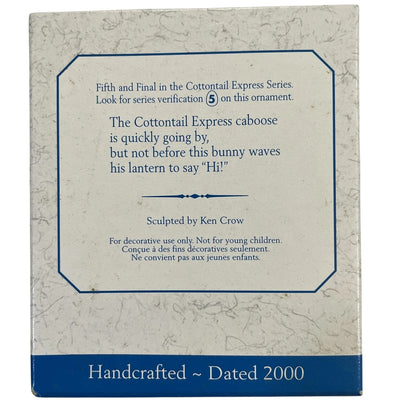 Fifth and Final in the Cottontail Express Series.
Look for series verification 5 on this ornament.
The Cottontail Express caboose
is quickly going by,
but not before this bunny waves
his lantern to say "Hi!"
Sculpted by Ken Crow
For decorative use only. Not for young children.
Conçue à des fins décoratives seulement.
Ne convient pas aux jeunes enfants.
Handcrafted ~ Dated 2000